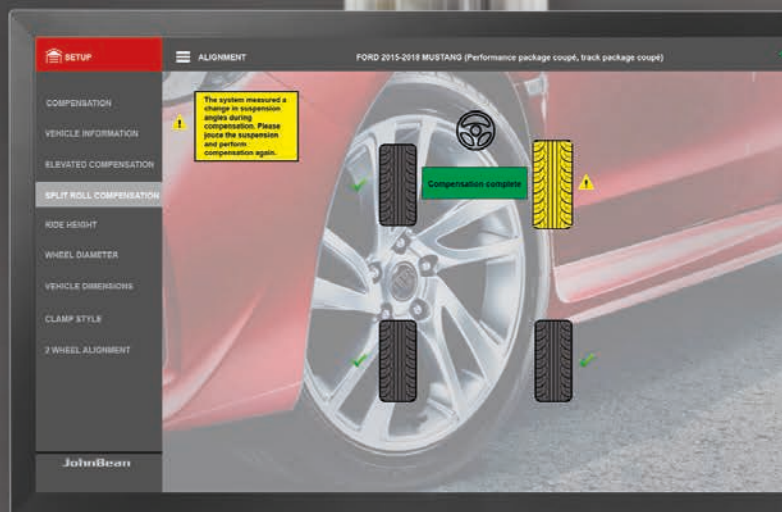 SETUP
ALIGNMENT
FORD 2015-2018 MUSTANG (Performance package coupé, track package coupé)
COMPENSATION
VEHICLE INFORMATION
ELEVATED COMPENSATION
SPLIT ROLL COMPENSATION
RIDE HEIGHT
WHEEL DIAMETER
VEHICLE DIMENSIONS
CLAMP STYLE
2 WHEEL ALIGNMENT
JohnBean
The system measured a
change in suspension
angles during
compensation. Please
jouce the suspension
and perform
compensation again.
Compensation complete